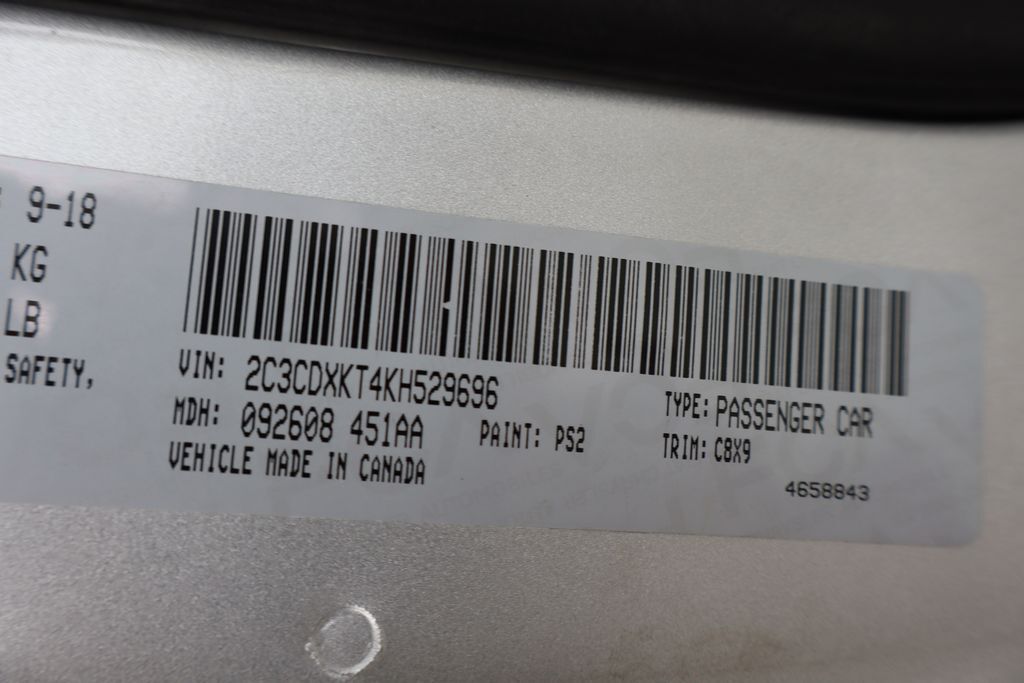 9-18
KG
LB
SAFETY,
VIN: 2C3CDXKT4KH529696
TYPE: PASSENGER CAR
MDH: 092608 451AA
PAINT: PS2
TRIM: C8X9
VEHICLE MADE IN CANADA
4658843